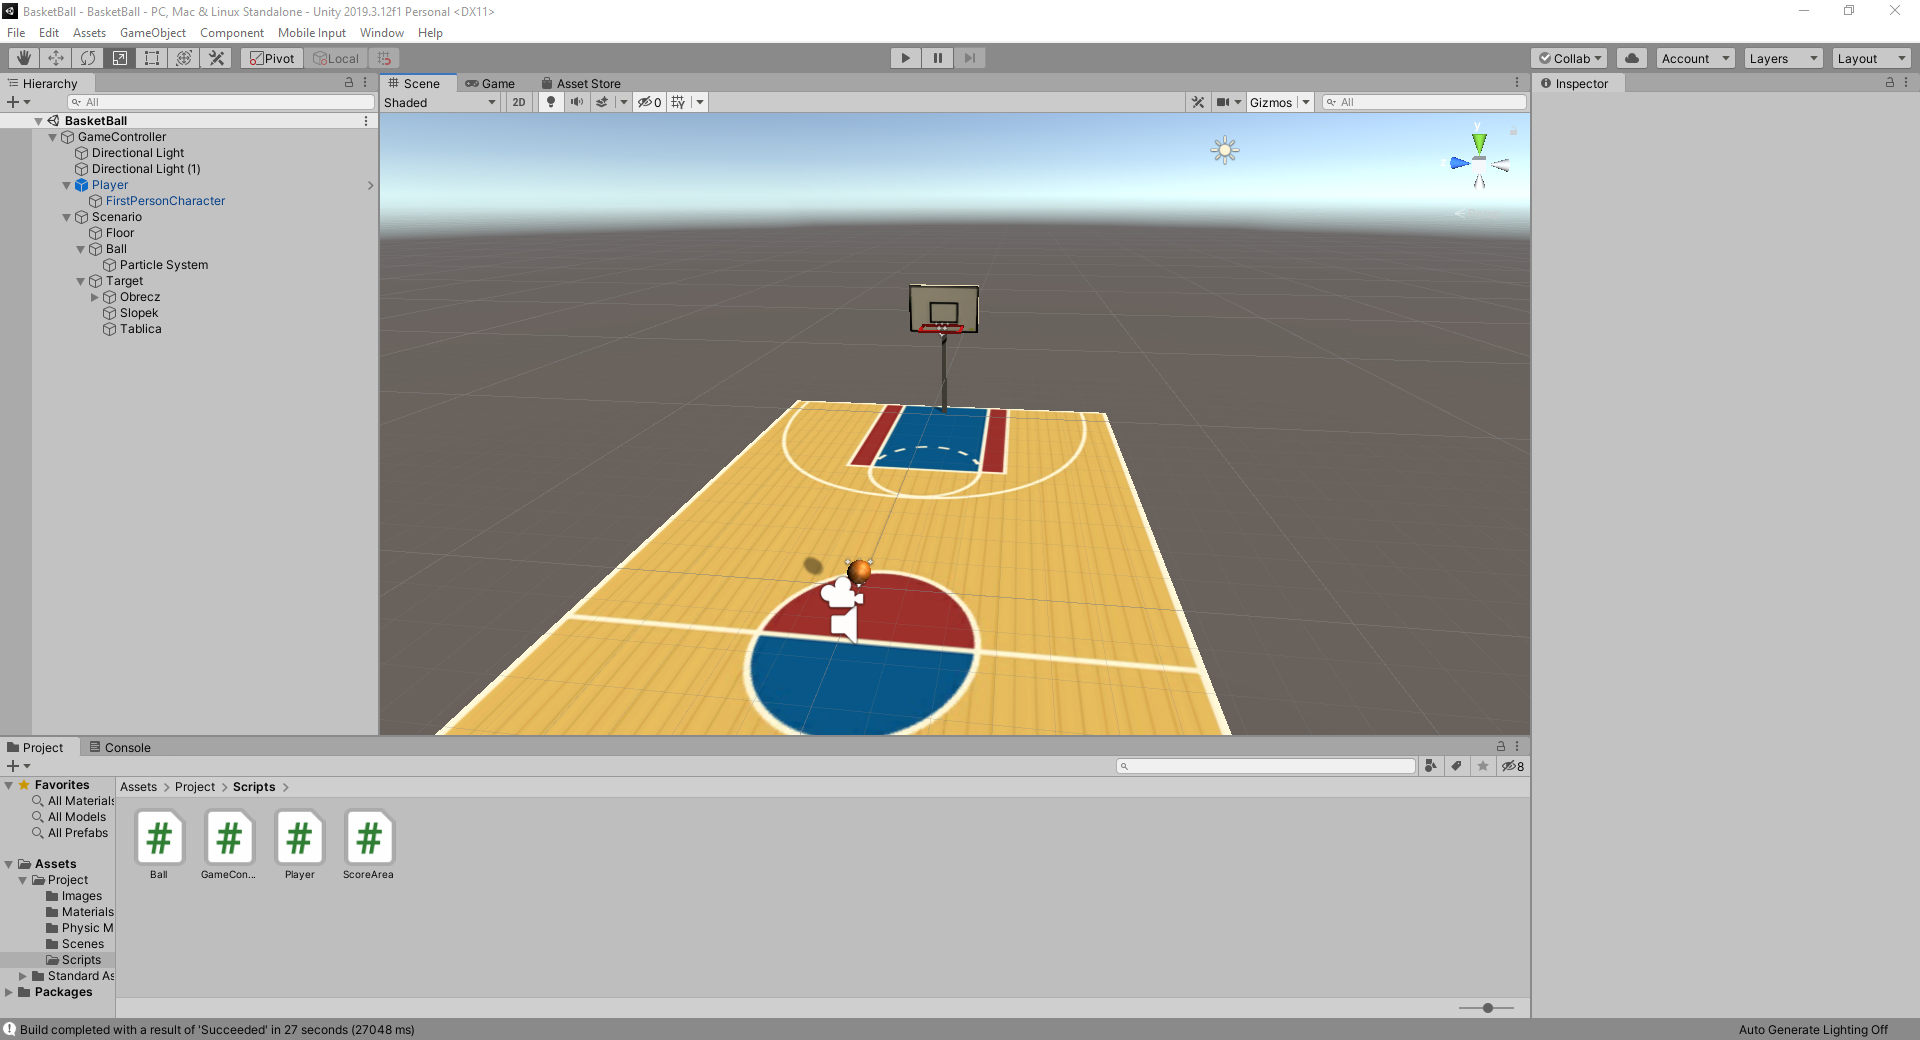 BasketBall - BasketBall - PC, Mac & Linux Standalone - Unity 2019.3.12f1 Personal <DX11>
File Edit Assets GameObject Component Mobile Input Window Help
Pivot Local Collab Account Layers Layout
Hierarchy
All
BasketBall
GameController
Directional Light
Directional Light (1)
Player
FirstPersonCharacter
Scenario
Floor
Ball
Particle System
Target
Obrecz
Slopek
Tablica
Scene Game Asset Store
Shaded 2D 0 Gizmos All
y
Inspector
Project Console
8
Favorites
All Materials
All Models
All Prefabs
Assets
Project
Images
Materials
Physic M
Scenes
Scripts
Standard As
Packages
Assets > Project > Scripts >
Ball GameCon... Player ScoreArea
Build completed with a result of 'Succeeded' in 27 seconds (27048 ms)
Auto Generate Lighting Off